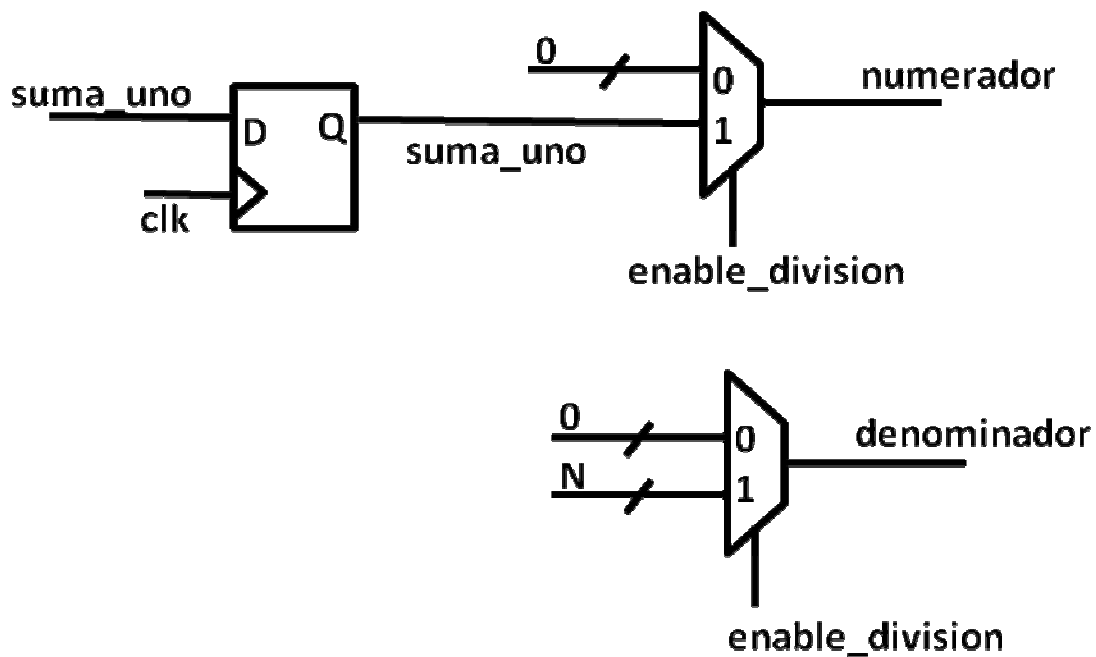 0
0
numerador
suma_uno
D
Q
1
suma_uno
clk
enable_division
0
0
denominador
N
1
enable_division